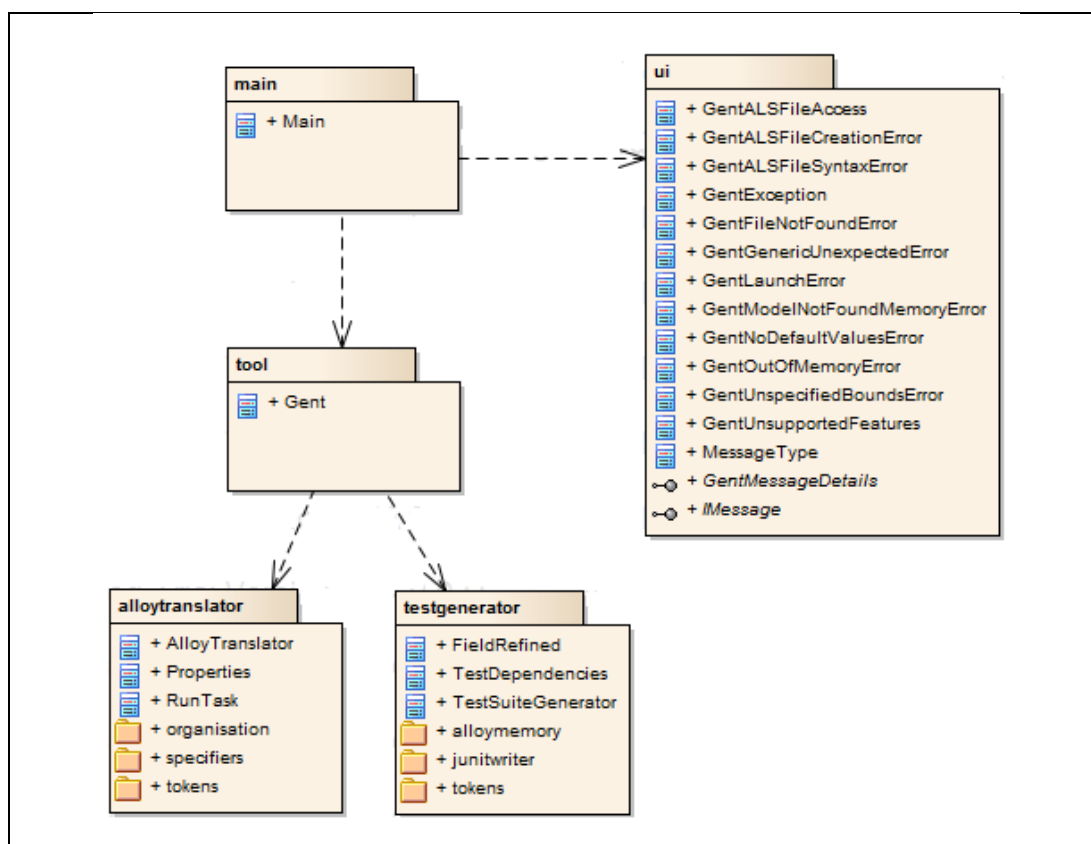 main
+ Main
ui
+ GentALSFileAccess
+ GentALSFileCreationError
+ GentALSFileSyntaxError
+ GentException
+ GentFileNotFoundError
+ GentGenericUnexpectedError
+ GentLaunchError
+ GentModelNotFoundMemoryError
+ GentNoDefaultValuesError
+ GentOutOfMemoryError
+ GentUnspecifiedBoundsError
+ GentUnsupportedFeatures
+ MessageType
+ GentMessageDetails
+ IMessage
tool
+ Gent
alloytranslator
+ AlloyTranslator
+ Properties
+ RunTask
+ organisation
+ specifiers
+ tokens
testgenerator
+ FieldRefined
+ TestDependencies
+ TestSuiteGenerator
+ alloymemory
+ junitwriter
+ tokens